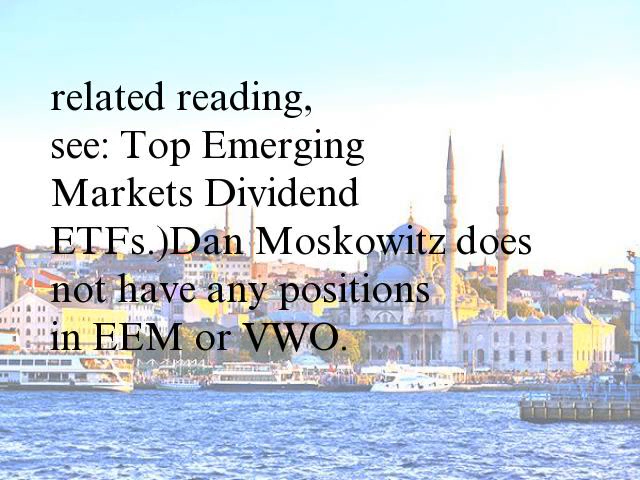 related reading,
see: Top Emerging
Markets Dividend
ETFs.)Dan Moskowitz does
not have any positions
in EEM or VWO.